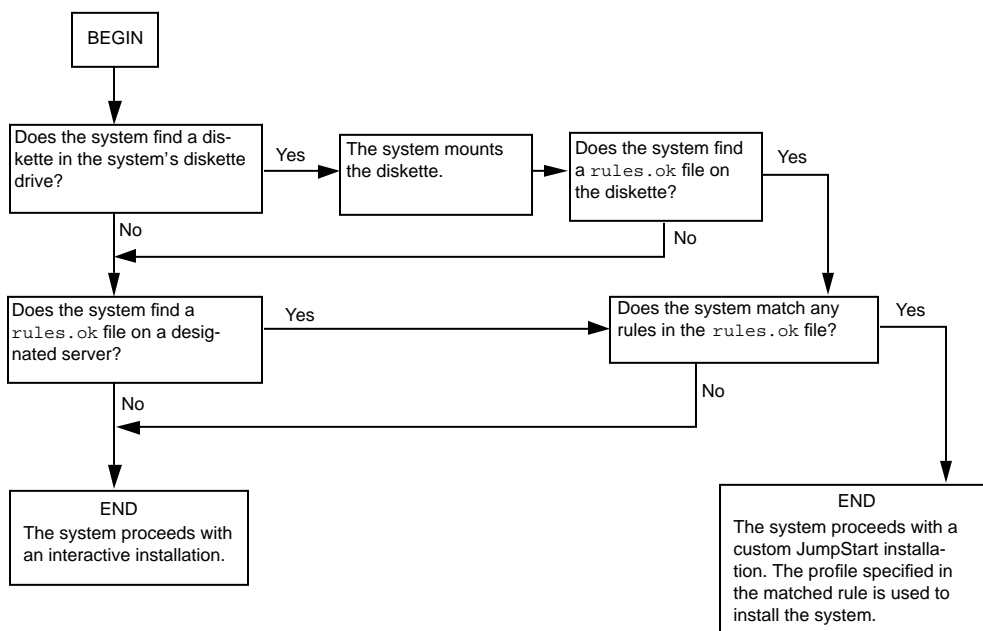 BEGIN
Does the system find a dis-
kette in the system's diskette
drive?
Yes
The system mounts
the diskette.
Does the system find
a rules.ok file on
the diskette?
Yes
No
No
Does the system find a
rules.ok file on a desig-
nated server?
Yes
Does the system match any
rules in the rules.ok file?
Yes
No
No
END
The system proceeds with
an interactive installation.
END
The system proceeds with a
custom JumpStart installa-
tion. The profile specified in
the matched rule is used to
install the system.